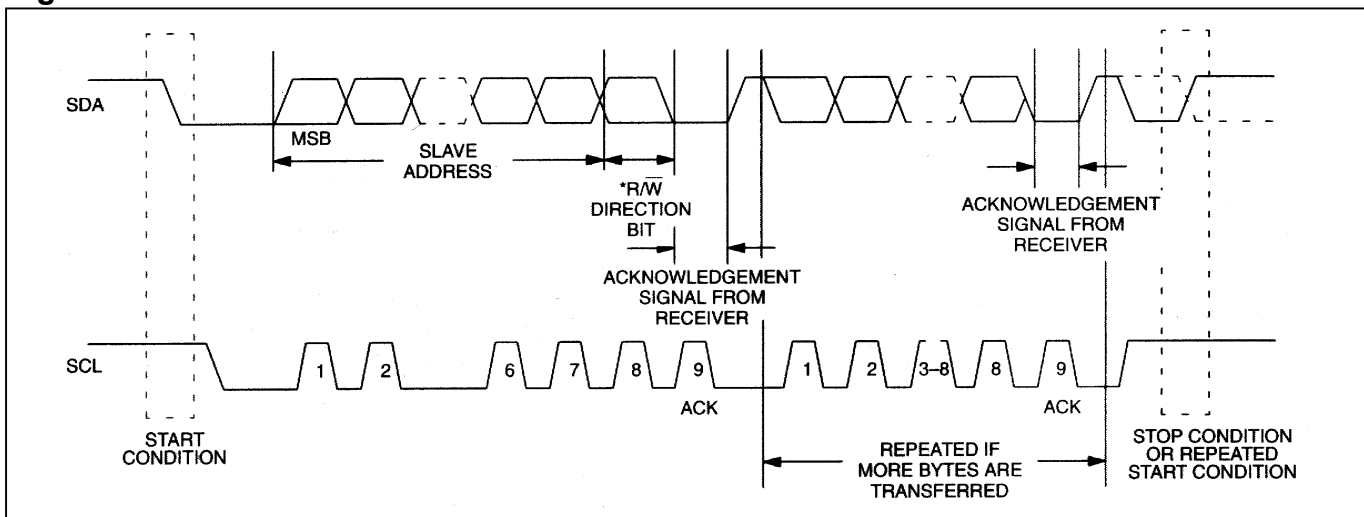 SDA
MSB
SLAVE
ADDRESS
*R/W̅
DIRECTION
BIT
ACKNOWLEDGEMENT
SIGNAL FROM
RECEIVER
ACKNOWLEDGEMENT
SIGNAL FROM
RECEIVER
SCL
1 2 6 7 8 9 1 2 3–8 8 9
ACK ACK
START
CONDITION
REPEATED IF
MORE BYTES ARE
TRANSFERRED
STOP CONDITION
OR REPEATED
START CONDITION